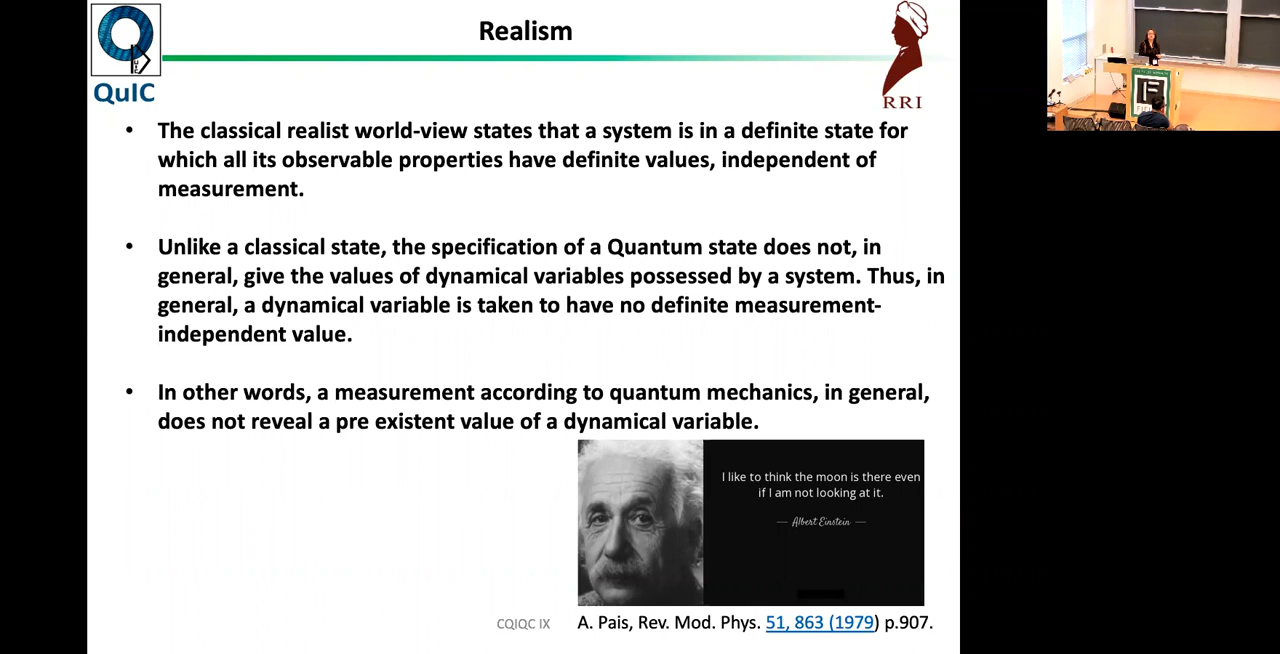 Realism
QuIC
RRI
• The classical realist world-view states that a system is in a definite state for
which all its observable properties have definite values, independent of
measurement.
• Unlike a classical state, the specification of a Quantum state does not, in
general, give the values of dynamical variables possessed by a system. Thus, in
general, a dynamical variable is taken to have no definite measurement-
independent value.
• In other words, a measurement according to quantum mechanics, in general,
does not reveal a pre existent value of a dynamical variable.
I like to think the moon is there even
if I am not looking at it.
— Albert Einstein —
CQIQC IX
A. Pais, Rev. Mod. Phys. 51, 863 (1979) p.907.